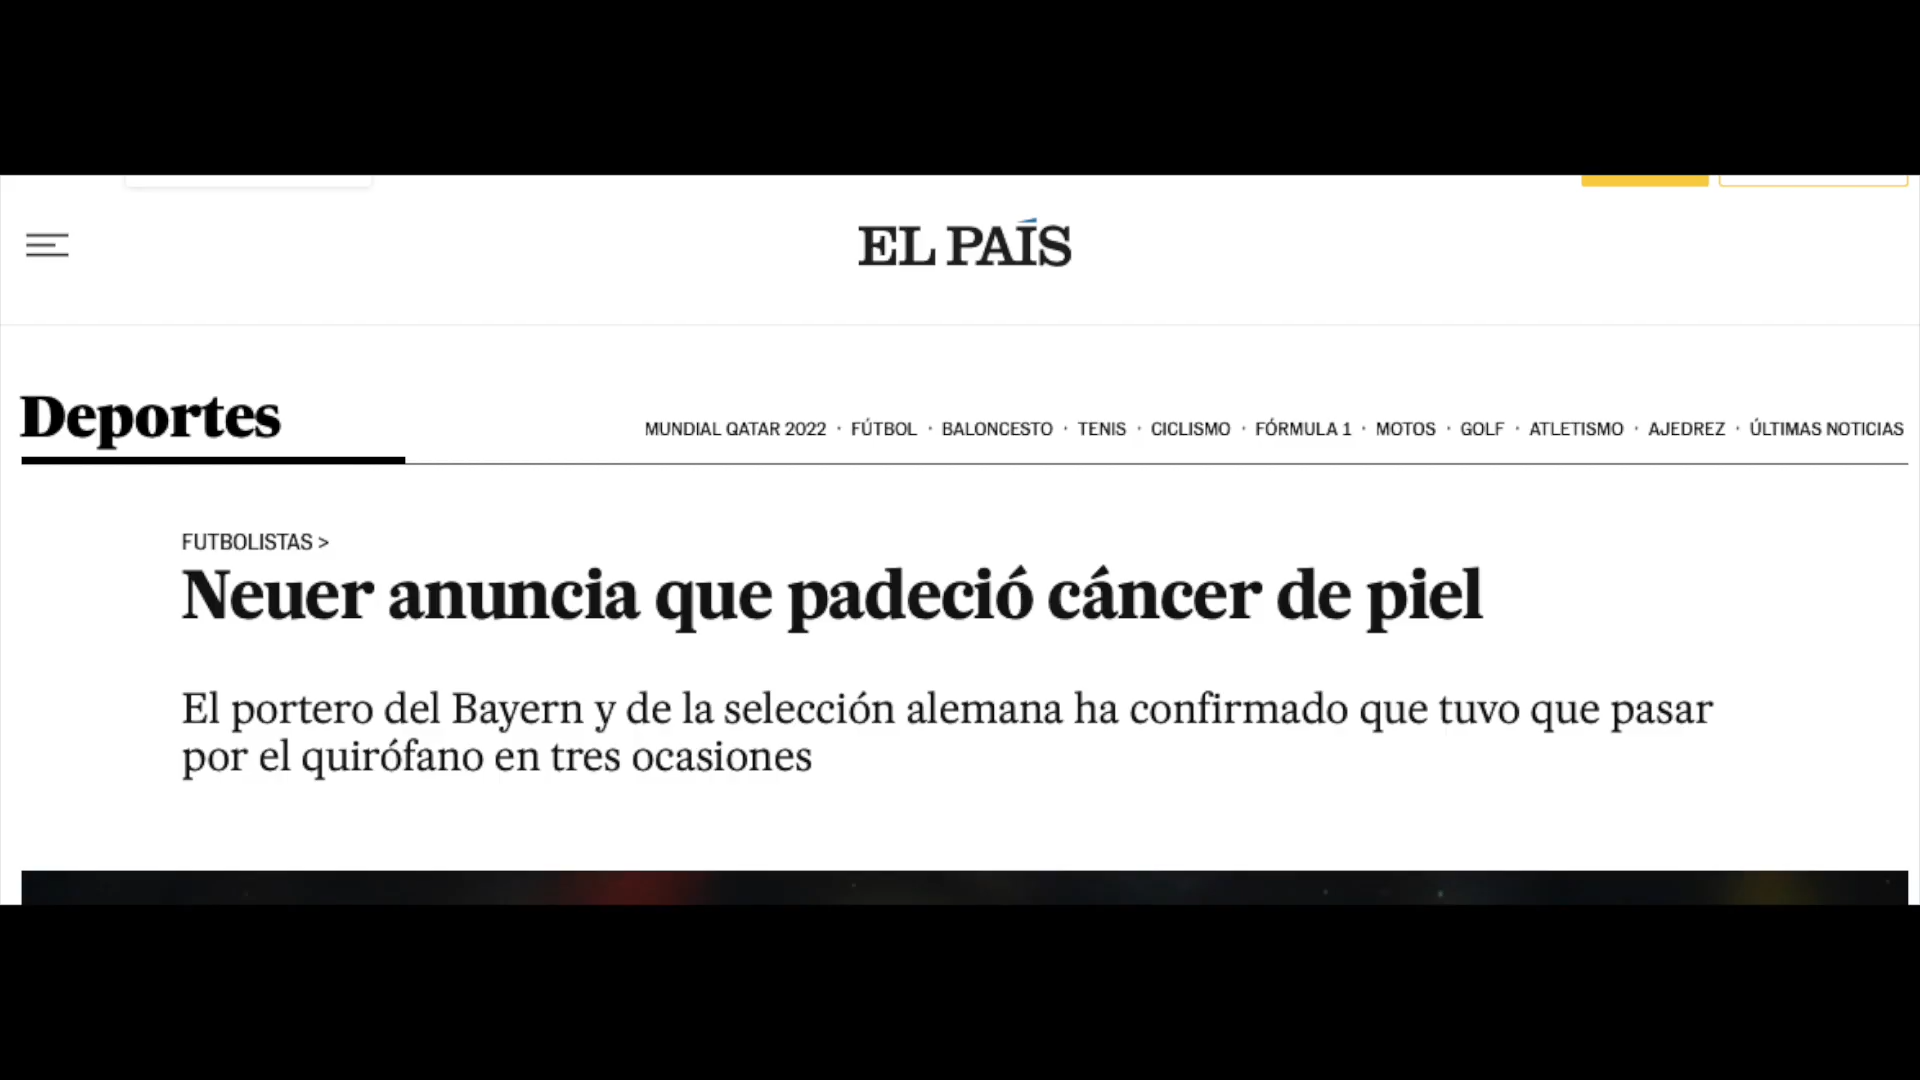 EL PAÍS
Deportes
MUNDIAL QATAR 2022 · FÚTBOL · BALONCESTO · TENIS · CICLISMO · FÓRMULA 1 · MOTOS · GOLF · ATLETISMO · AJEDREZ · ÚLTIMAS NOTICIAS
FUTBOLISTAS >
Neuer anuncia que padeció cáncer de piel
El portero del Bayern y de la selección alemana ha confirmado que tuvo que pasar
por el quirófano en tres ocasiones